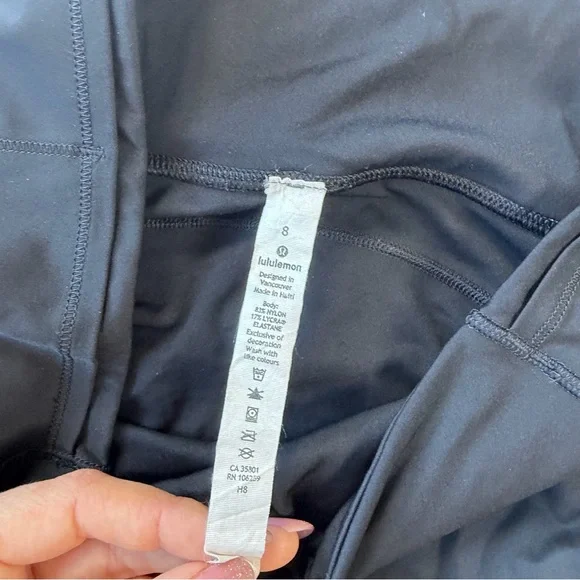 8
lululemon
Designed in
Vancouver
Made in Haiti
Body:
83% NYLON
17% LYCRA®
ELASTANE
Exclusive of
decoration
Wash with
like colours
CA 35801
RN 106259
H8